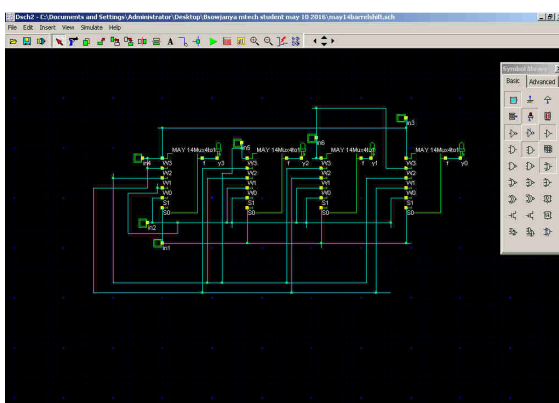 Dsch2 - C:\Documents and Settings\Administrator\Desktop\Bsowjanya mtech student may 10 2016\may14barrelshift.sch
File Edit Insert View Simulate Help
Symbol Library
Basic Advanced
in3
in5 in6
MAY 14Mux4to1 MAY 14Mux4to1 MAY 14Mux4to1 MAY 14Mux4to1
in4 W3 f y3 W3 f y2 W3 f y1 W3 f y0
W2 W2 W2 W2
W1 W1 W1 W1
W0 W0 W0 W0
S1 S1 S1 S1
in2 S0 S0 S0 S0
in1